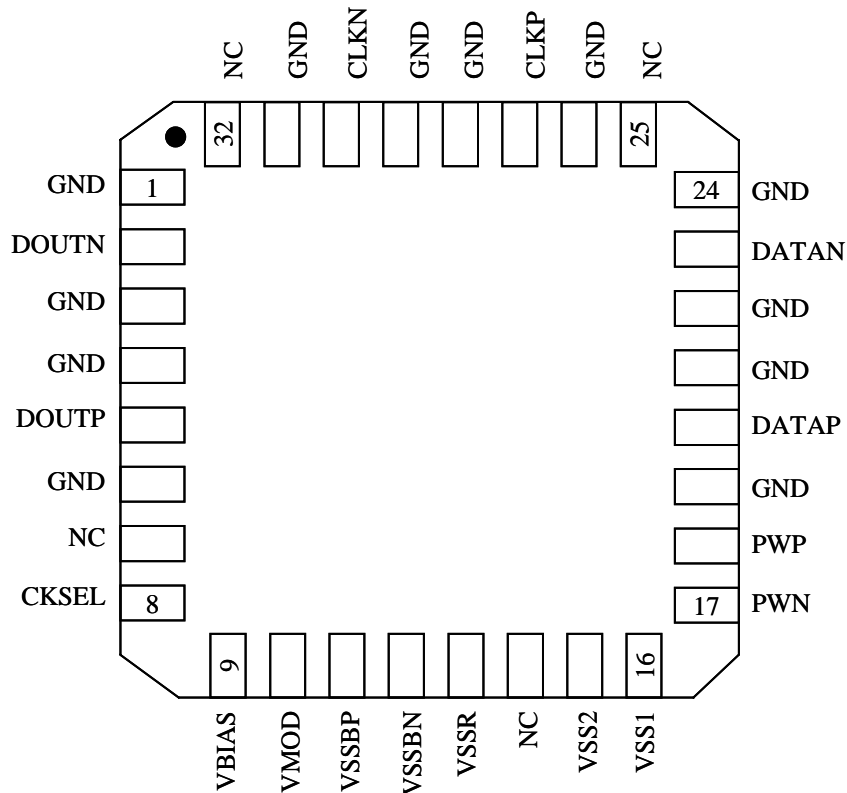 NC
GND
CLKN
GND
GND
CLKP
GND
NC
32
25
GND
1
24
GND
DOUTN
DATAN
GND
GND
GND
GND
DOUTP
DATAP
GND
GND
NC
PWP
CKSEL
8
17
PWN
9
16
VBIAS
VMOD
VSSBP
VSSBN
VSSR
NC
VSS2
VSS1